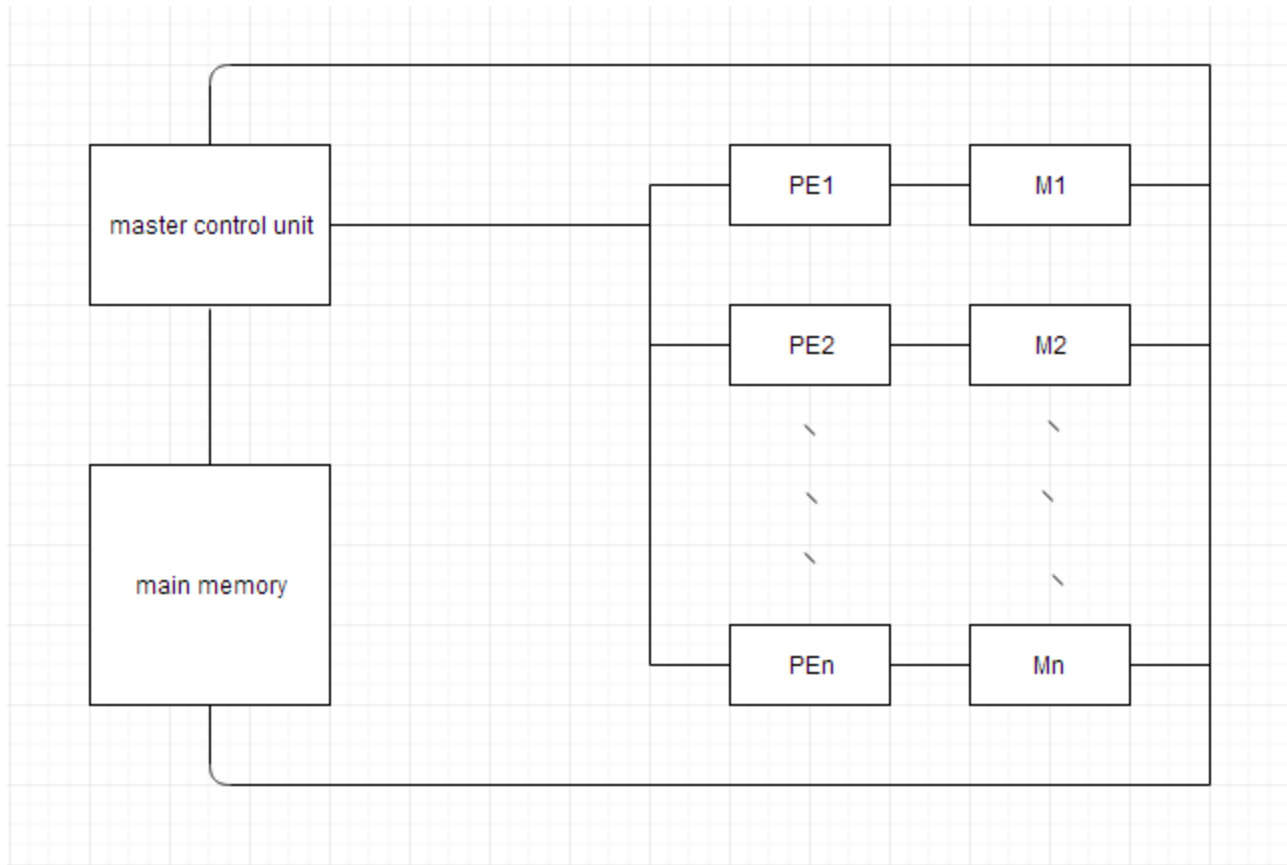 master control unit
PE1
M1
PE2
M2
main memory
PEn
Mn